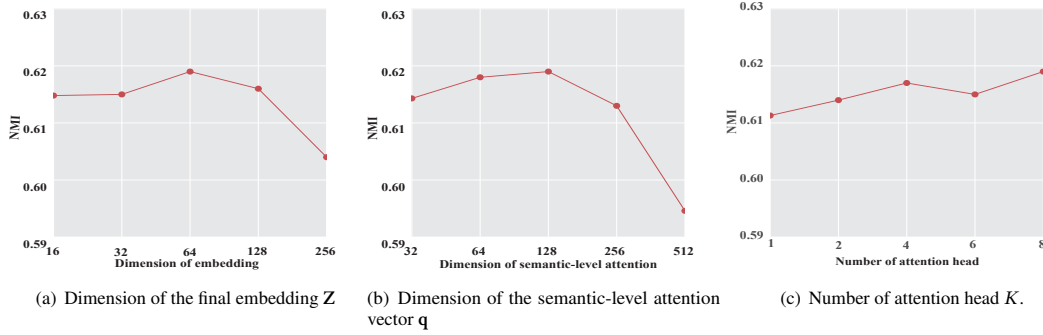 0.63
0.62
0.61
0.60
0.59
NMI
16 32 64 128 256
Dimension of embedding
(a) Dimension of the final embedding Z
0.63
0.62
0.61
0.60
0.59
NMI
32 64 128 256 512
Dimension of semantic-level attention
(b) Dimension of the semantic-level attention
vector q
0.63
0.62
0.61
0.60
0.59
NMI
1 2 4 6 8
Number of attention head
(c) Number of attention head K.